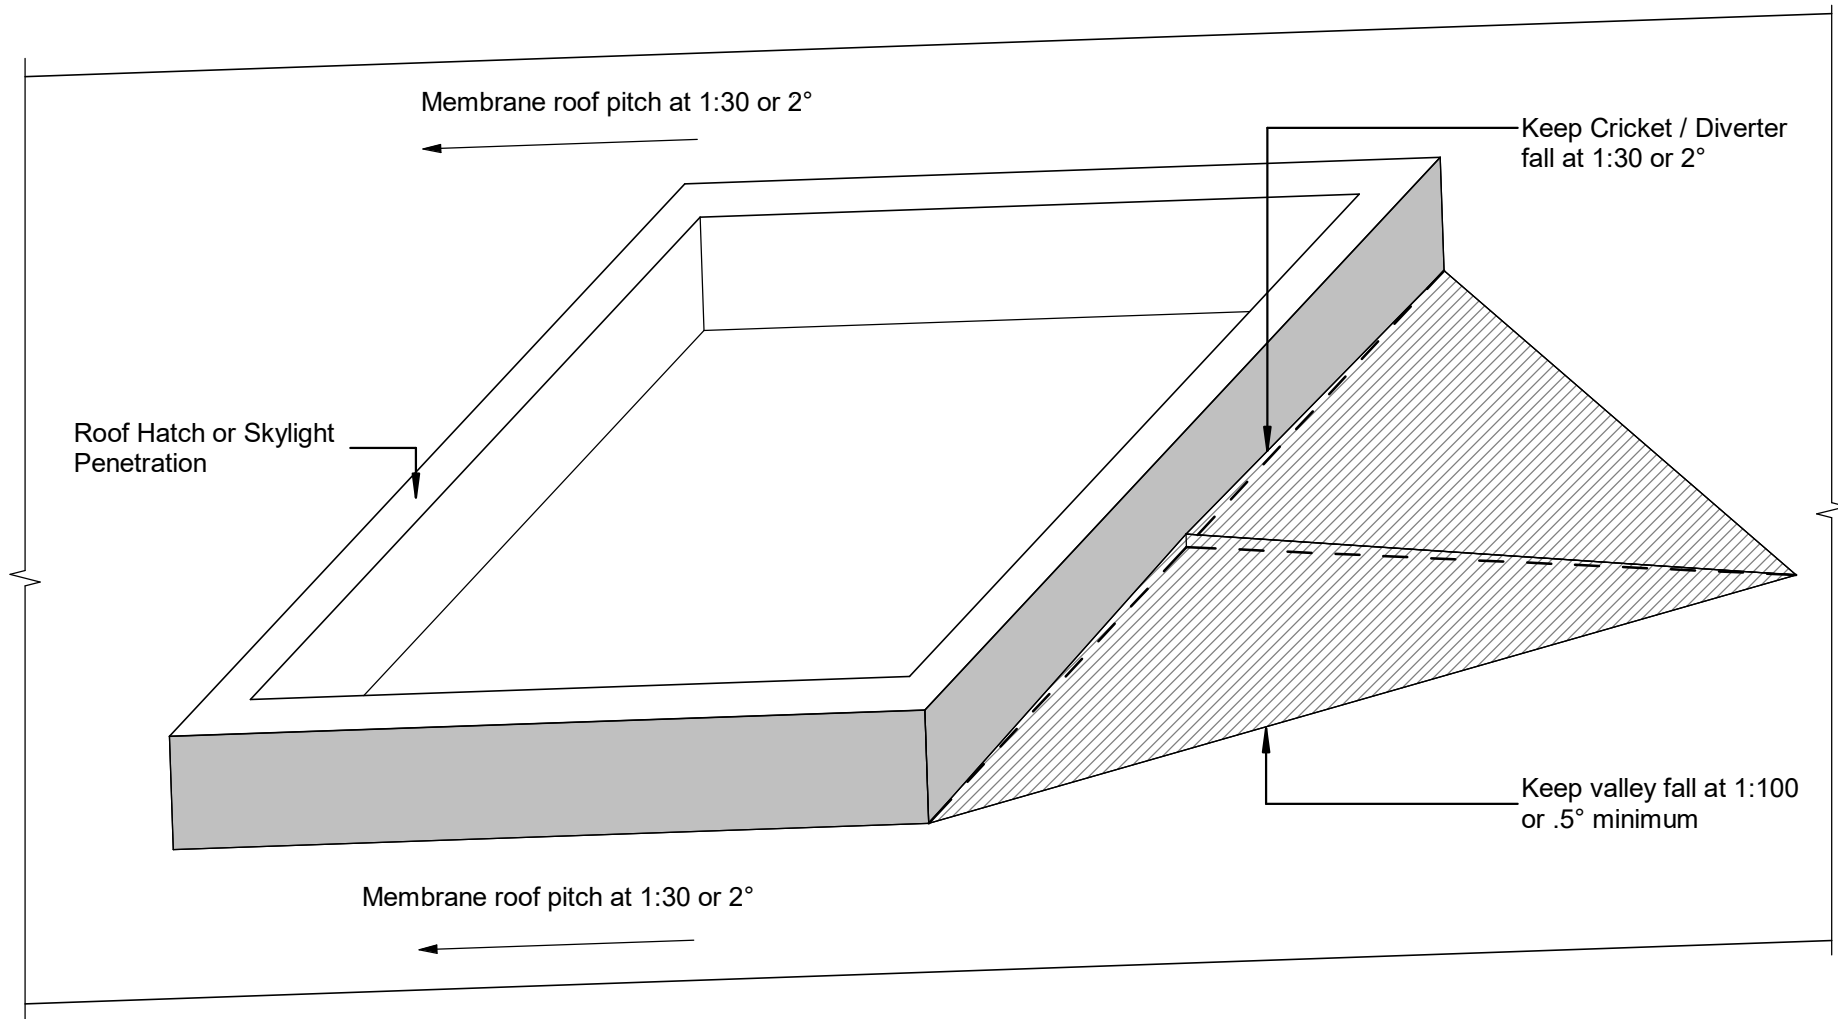 Membrane roof pitch at 1:30 or 2°
Keep Cricket / Diverter
fall at 1:30 or 2°
Roof Hatch or Skylight
Penetration
Keep valley fall at 1:100
or .5° minimum
Membrane roof pitch at 1:30 or 2°